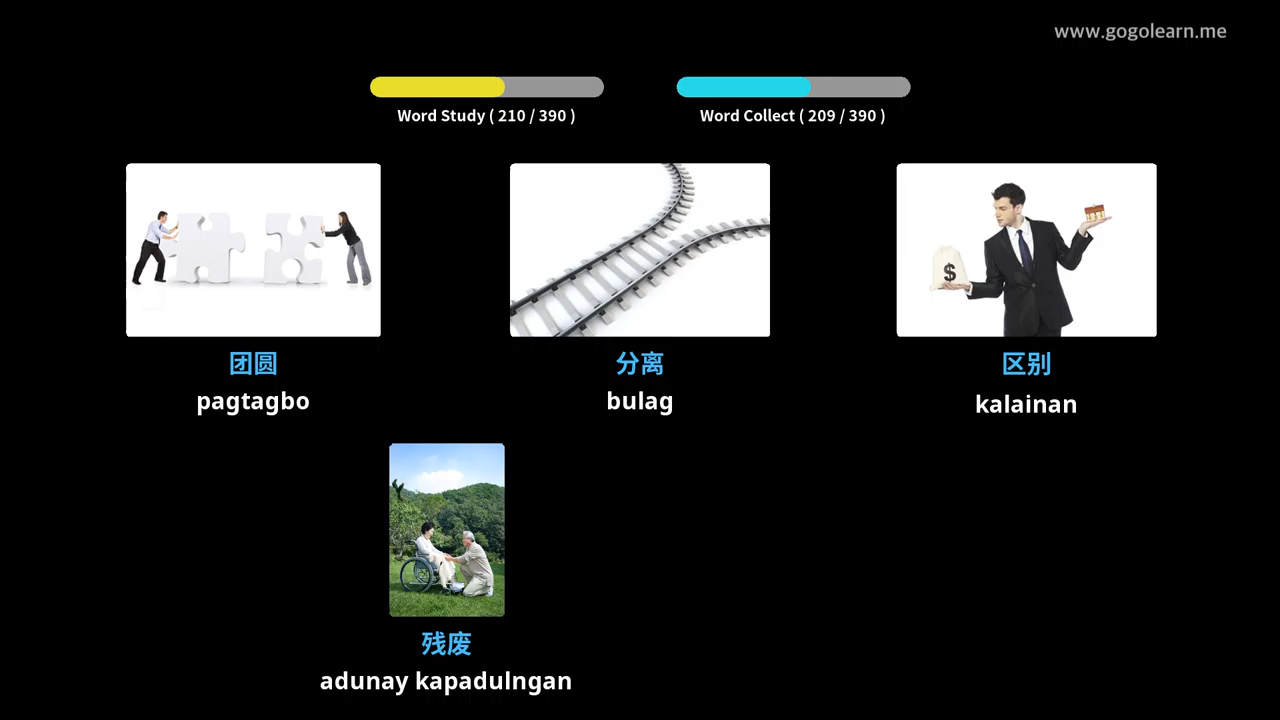 www.gogolearn.me
Word Study ( 210 / 390 )
Word Collect ( 209 / 390 )
$
团圆
pagtagbo
分离
bulag
区别
kalainan
残废
adunay kapadulngan